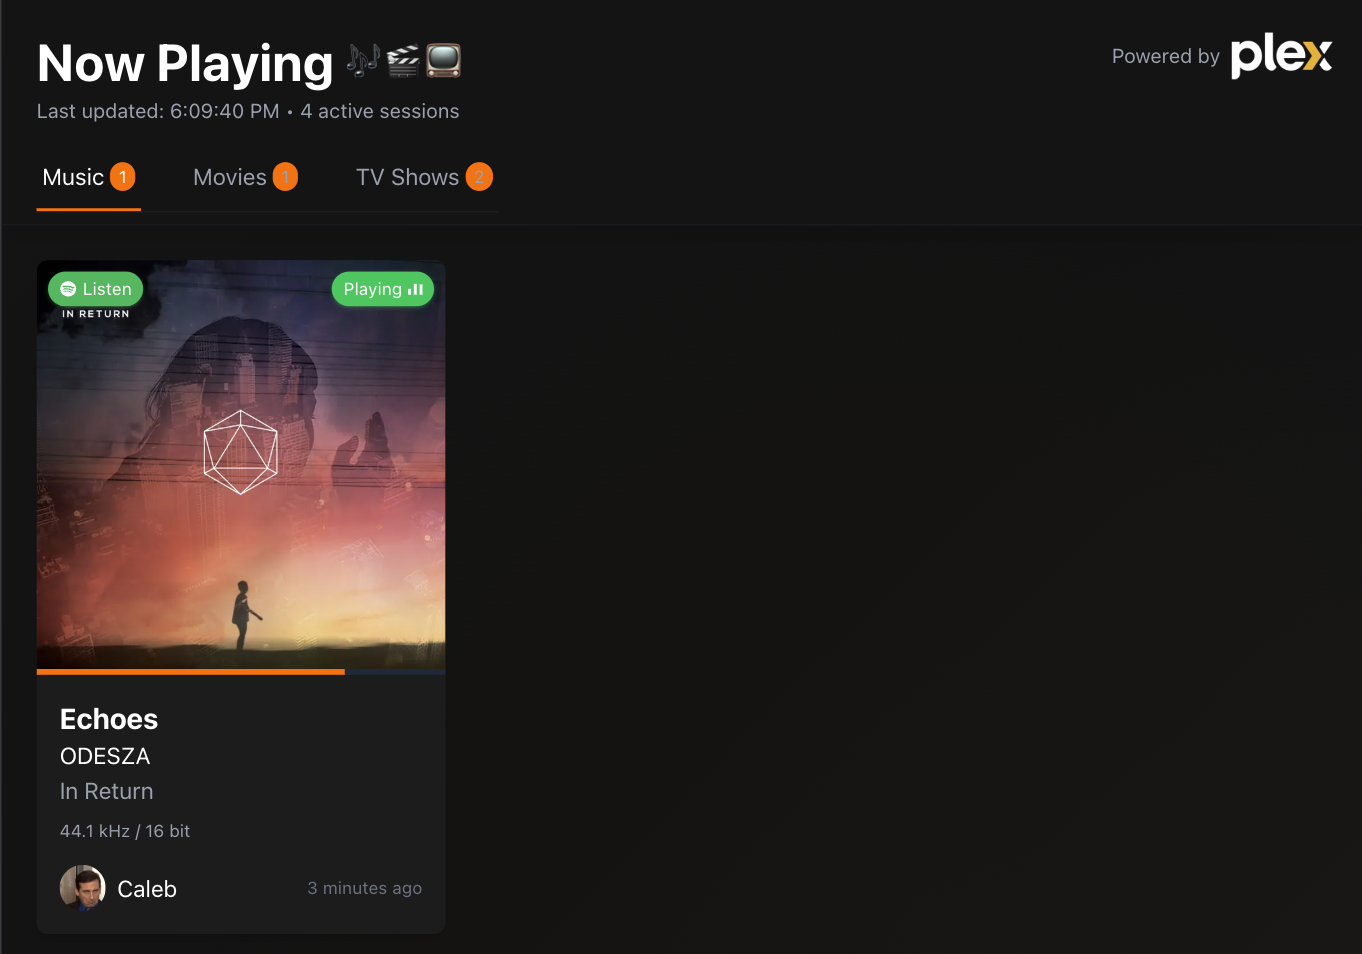 Now Playing 🎶🎬📺
Powered by plex
Last updated: 6:09:40 PM • 4 active sessions
Music 1 Movies 1 TV Shows 2
Listen Playing
IN RETURN
Echoes
ODESZA
In Return
44.1 kHz / 16 bit
Caleb 3 minutes ago